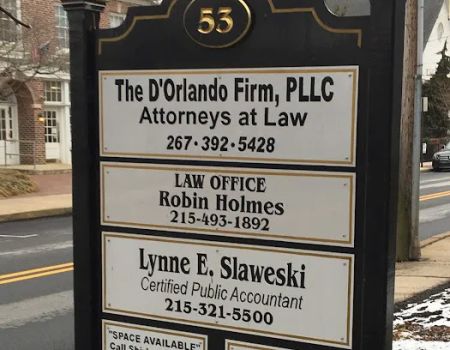 53
The D'Orlando Firm, PLLC
Attorneys at Law
267·392·5428
LAW OFFICE
Robin Holmes
215-493-1892
Lynne E. Slaweski
Certified Public Accountant
215-321-5500
"SPACE AVAILABLE"
Call